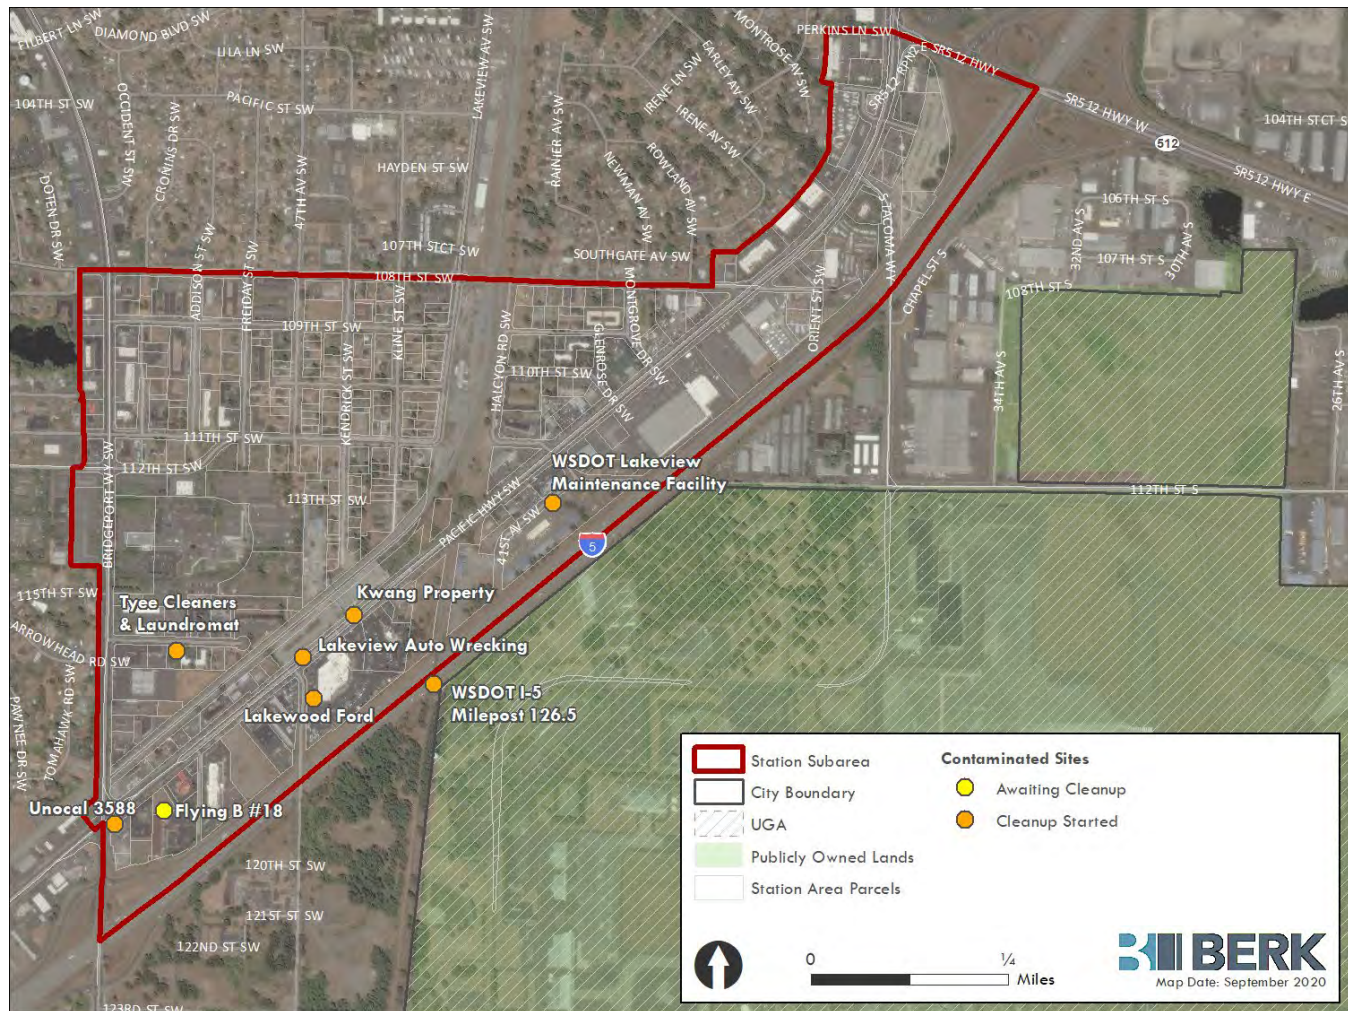 FILBERT LN SW
DIAMOND BLVD SW
LILA LN SW
LAKEVIEW AV SW
MONTROSE AV SW
PERKINS LN SW
EARLEY AV SW
IRENE LN SW
SR512 RPN2
E SR512 HWY
104TH ST SW
OCCIDENT ST SW
PACIFIC ST SW
CRONINS DR SW
IRENE AV SW
SR512 HWY W
512
104TH STCT S
RAINIER AV SW
NEWMAN AV SW
ROWLAND AV SW
HAYDEN ST SW
SR512 HWY E
DOTEN DR SW
47TH AV SW
106TH ST S
ADDISON ST SW
FREIDAY ST SW
107TH STCT SW
SOUTHGATE AV SW
S TACOMA WY
32ND AV S
30TH AV S
107TH ST S
108TH ST SW
MONTGROVE DR SW
ORIENT ST SW
CHAPEL ST S
108TH ST S
109TH ST SW
KLINE ST SW
HALCYON RD SW
GLENROSE DR SW
110TH ST SW
34TH AV S
26TH AV S
KENDRICK ST SW
111TH ST SW
112TH ST SW
BRIDGEPORT WY SW
113TH ST SW
PACIFIC HWY SW
WSDOT Lakeview
Maintenance Facility
112TH ST S
41ST AV SW
5
115TH ST SW
Kwang Property
Tyee Cleaners
& Laundromat
ARROWHEAD RD SW
Lakeview Auto Wrecking
TOMAHAWK RD SW
PAWNEE DR SW
WSDOT I-5
Milepost 126.5
Lakewood Ford
Unocal 3588
Flying B #18
120TH ST SW
121ST ST SW
122ND ST SW
123RD ST SW
Station Subarea
City Boundary
UGA
Publicly Owned Lands
Station Area Parcels
Contaminated Sites
Awaiting Cleanup
Cleanup Started
0
¼
Miles
BERK
Map Date: September 2020